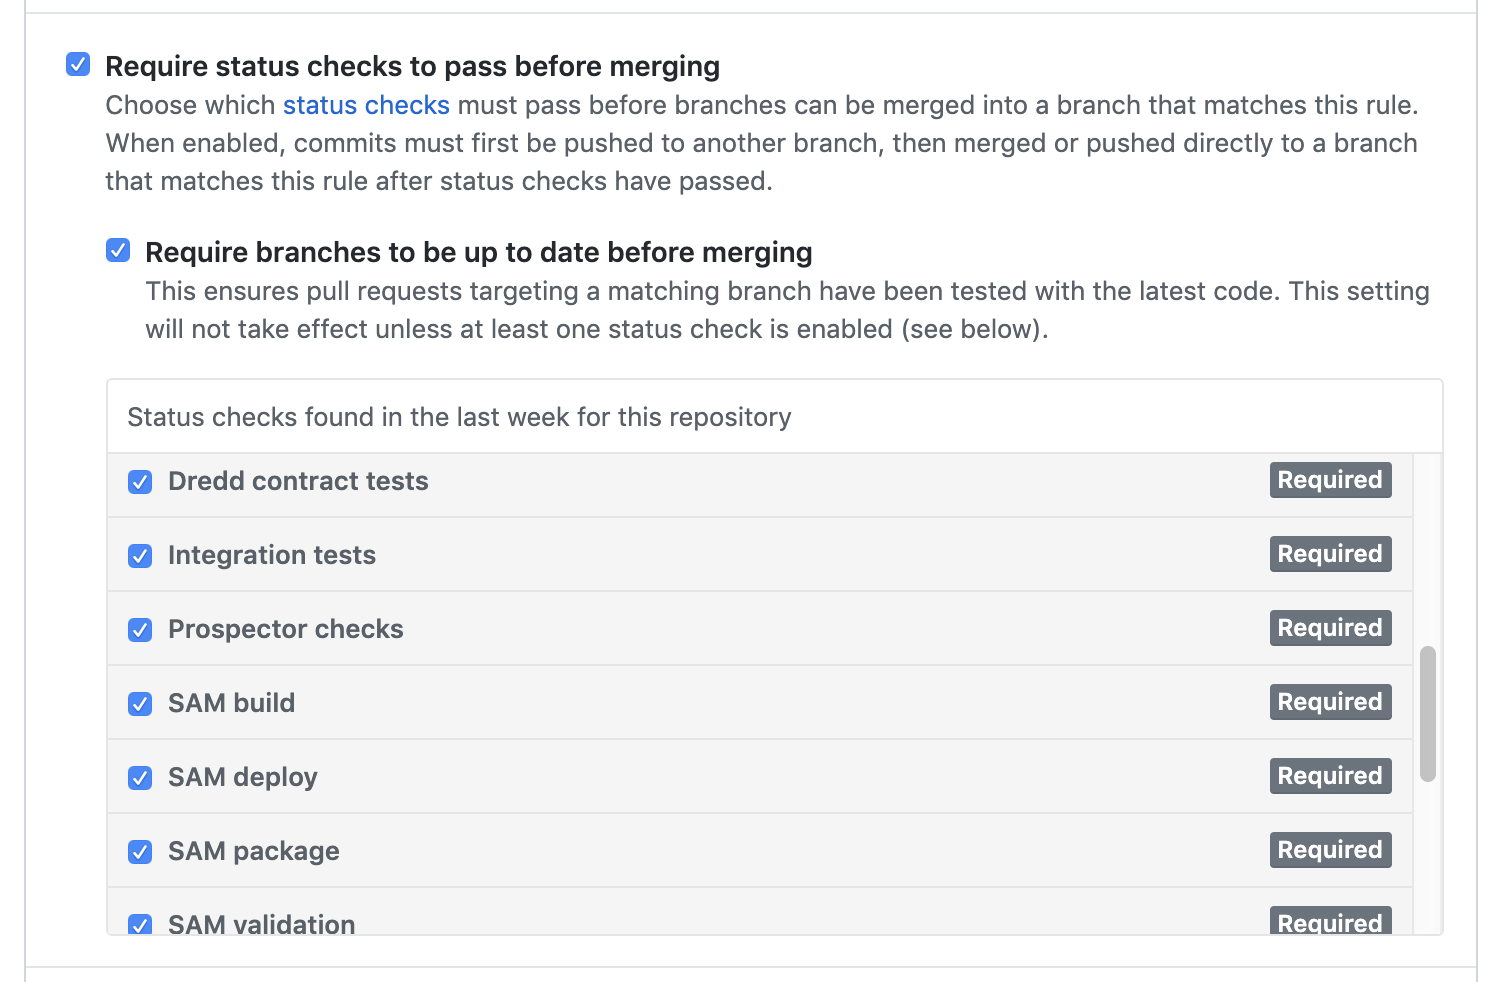 Require status checks to pass before merging
Choose which status checks must pass before branches can be merged into a branch that matches this rule.
When enabled, commits must first be pushed to another branch, then merged or pushed directly to a branch
that matches this rule after status checks have passed.
Require branches to be up to date before merging
This ensures pull requests targeting a matching branch have been tested with the latest code. This setting
will not take effect unless at least one status check is enabled (see below).
Status checks found in the last week for this repository
Dredd contract tests Required
Integration tests Required
Prospector checks Required
SAM build Required
SAM deploy Required
SAM package Required
SAM validation Required